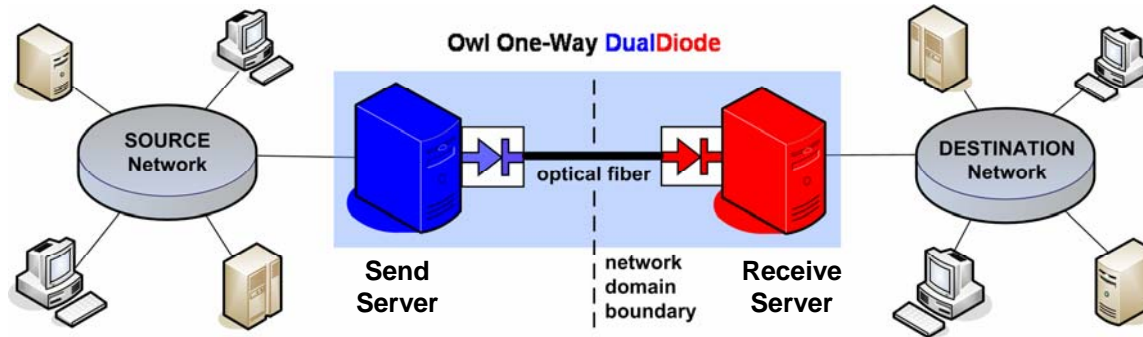 Owl One-Way DualDiode
SOURCE
Network
optical fiber
DESTINATION
Network
Send
Server
network
domain
boundary
Receive
Server